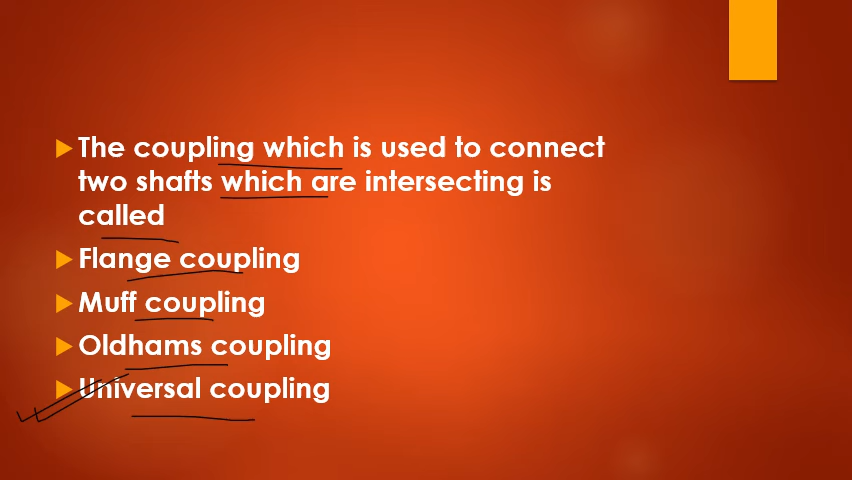 The coupling which is used to connect
two shafts which are intersecting is
called
Flange coupling
Muff coupling
Oldhams coupling
Universal coupling